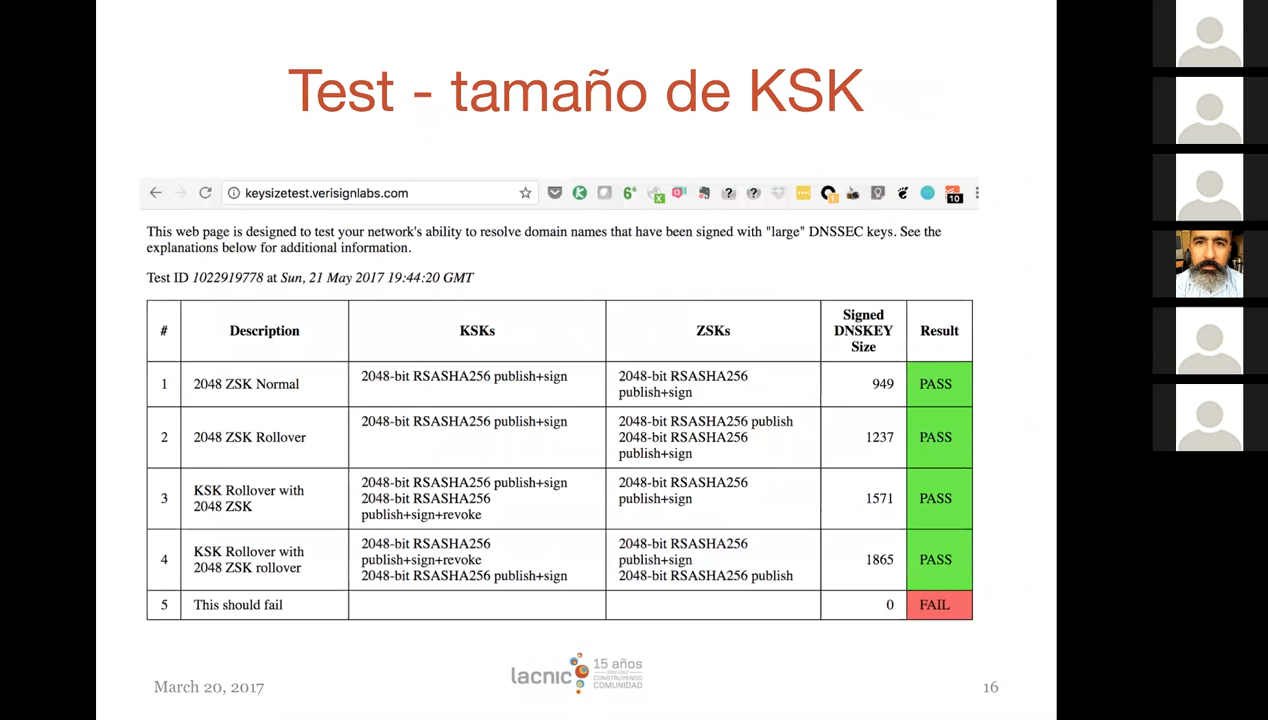 Test - tamaño de KSK
keysizetest.verisignlabs.com
6⁶
10
This web page is designed to test your network's ability to resolve domain names that have been signed with "large" DNSSEC keys. See the
explanations below for additional information.
Test ID 1022919778 at Sun, 21 May 2017 19:44:20 GMT
# Description KSKs ZSKs Signed DNSKEY Size Result
1 2048 ZSK Normal 2048-bit RSASHA256 publish+sign 2048-bit RSASHA256 publish+sign 949 PASS
2 2048 ZSK Rollover 2048-bit RSASHA256 publish+sign 2048-bit RSASHA256 publish 2048-bit RSASHA256 publish+sign 1237 PASS
3 KSK Rollover with 2048 ZSK 2048-bit RSASHA256 publish+sign 2048-bit RSASHA256 publish+sign+revoke 2048-bit RSASHA256 publish+sign 1571 PASS
4 KSK Rollover with 2048 ZSK rollover 2048-bit RSASHA256 publish+sign+revoke 2048-bit RSASHA256 publish+sign 2048-bit RSASHA256 publish+sign 2048-bit RSASHA256 publish 1865 PASS
5 This should fail 0 FAIL
March 20, 2017
lacnic
15 años
CONSTRUYENDO
COMUNIDAD
16